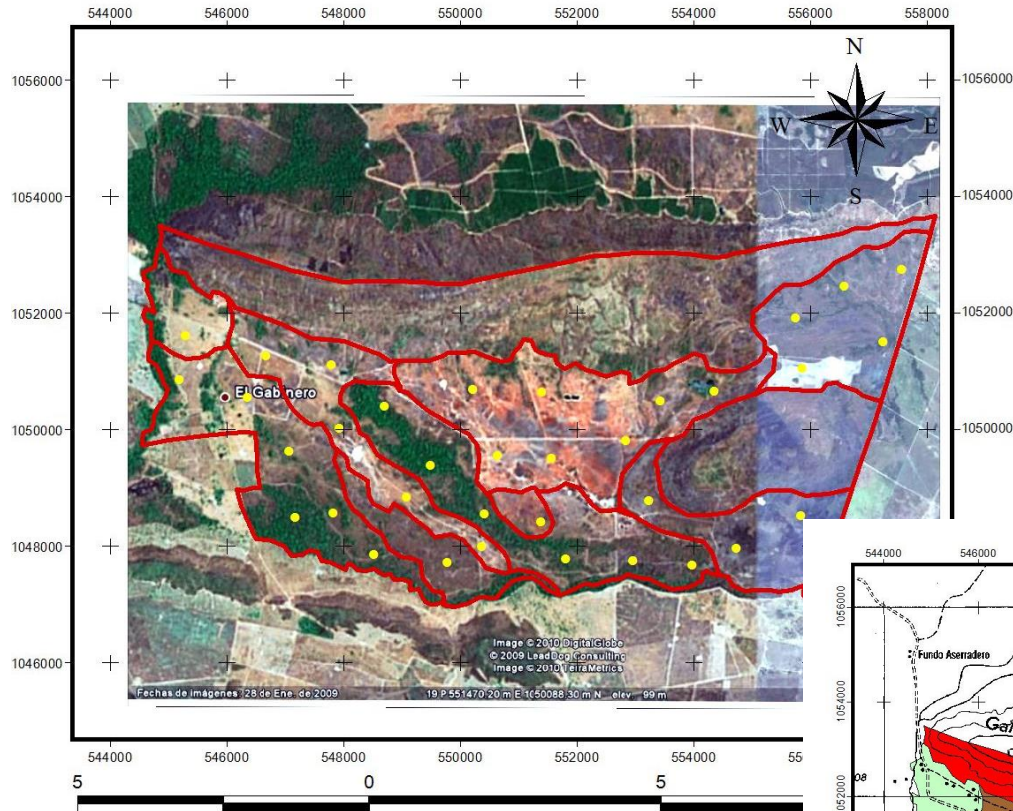 544000 546000 548000 550000 552000 554000 556000 558000
N
1056000 1056000
W E
1054000 1054000
S
1052000 1052000
El Gabinero
1050000 1050000
1048000
544000 546000
1056000
Fundo Aserradero
1046000
Image © 2010 DigitalGlobe
© 2009 LeadDog Consulting
Image © 2010 TerraMetrics
Fechas de imágenes: 28 de Ene. de 2009 19 P 551470.20 m E 1050088.30 m N elev. 99 m
1054000
544000 546000 548000 550000 552000 554000
08
1052000
5 0 5